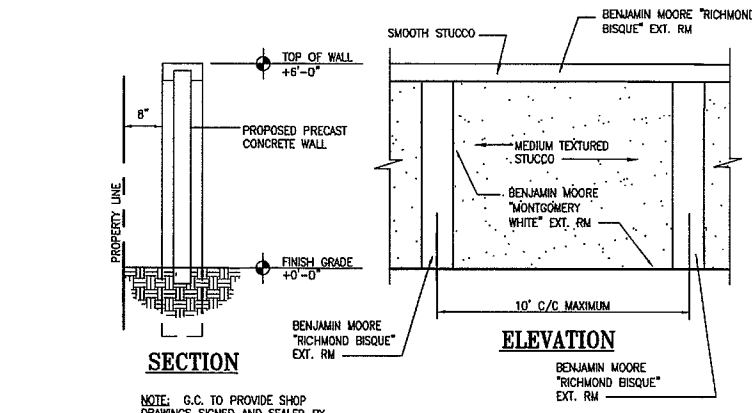 BENJAMIN MOORE "RICHMOND
BISQUE" EXT. RM
SMOOTH STUCCO
TOP OF WALL
+6'-0"
8"
PROPOSED PRECAST
CONCRETE WALL
MEDIUM TEXTURED
STUCCO
BENJAMIN MOORE
"MONTGOMERY
WHITE" EXT. RM
PROPERTY LINE
FINISH GRADE
+0'-0"
10' C/C MAXIMUM
BENJAMIN MOORE
"RICHMOND BISQUE"
EXT. RM
ELEVATION
SECTION
BENJAMIN MOORE
"RICHMOND BISQUE"
EXT. RM
NOTE: G.C. TO PROVIDE SHOP
DRAWINGS SIGNED AND SEALED BY